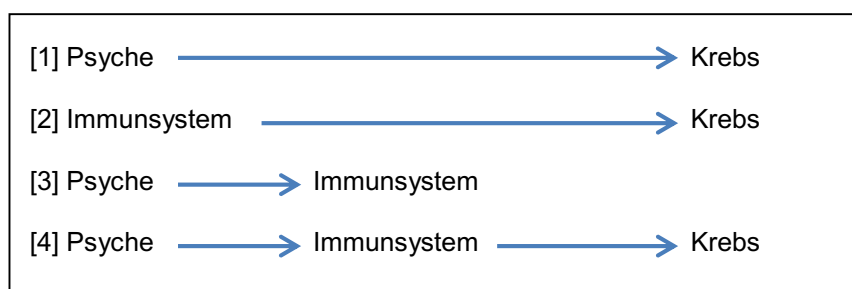 [1] Psyche Krebs
[2] Immunsystem Krebs
[3] Psyche Immunsystem
[4] Psyche Immunsystem Krebs